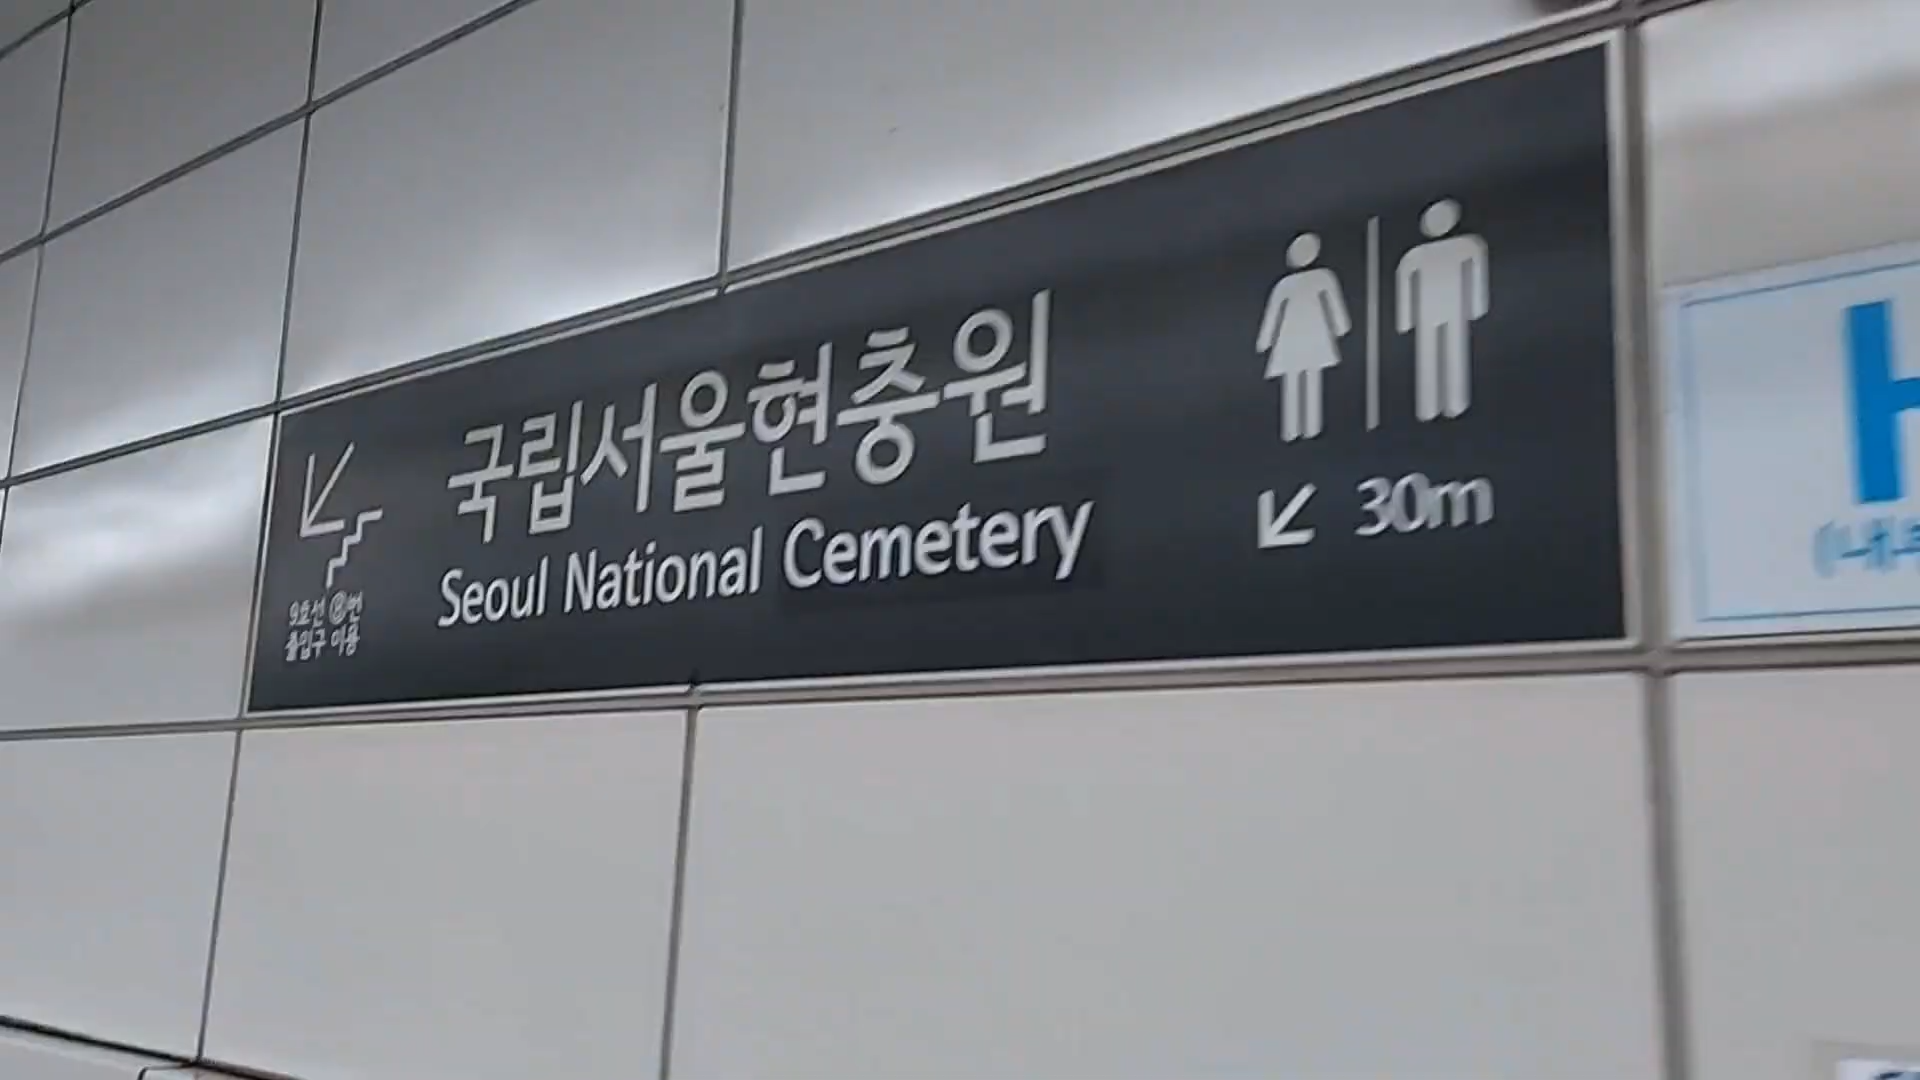 국립서울현충원
Seoul National Cemetery
9호선 ⑧번
출입구 이용
30m
H